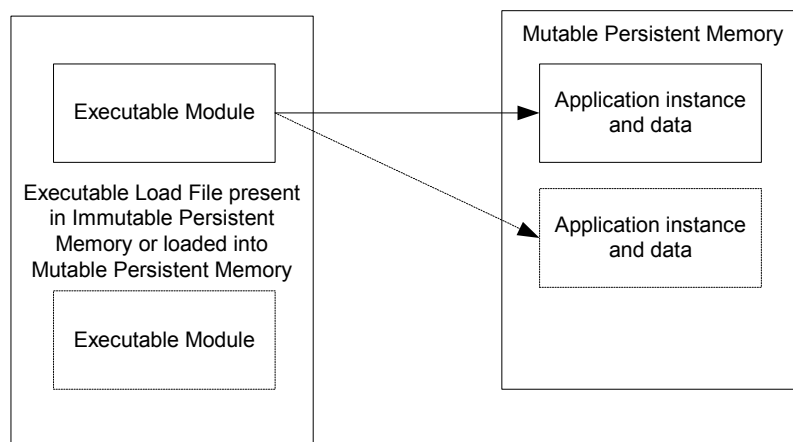 Executable Module
Executable Load File present
in Immutable Persistent
Memory or loaded into
Mutable Persistent Memory
Executable Module
Mutable Persistent Memory
Application instance
and data
Application instance
and data